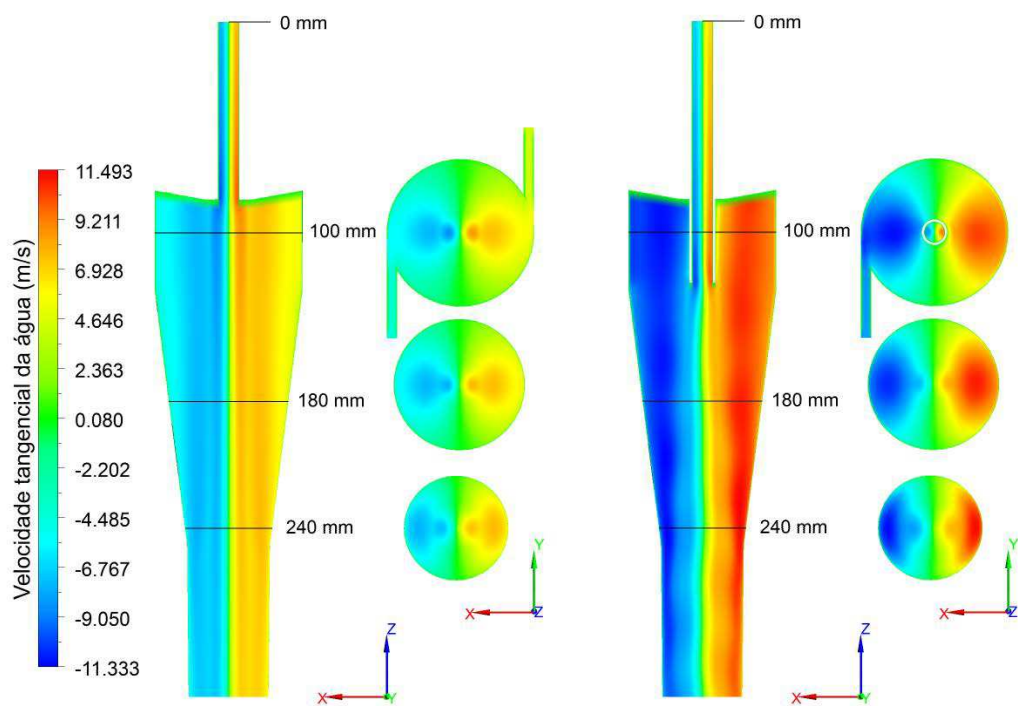 Velocidade tangencial da água (m/s)
11.493
9.211
6.928
4.646
2.363
0.080
-2.202
-4.485
-6.767
-9.050
-11.333
0 mm
100 mm
180 mm
240 mm
Y
X
Z
Z
X
Y
0 mm
100 mm
180 mm
240 mm
Y
X
Z
Z
X
Y